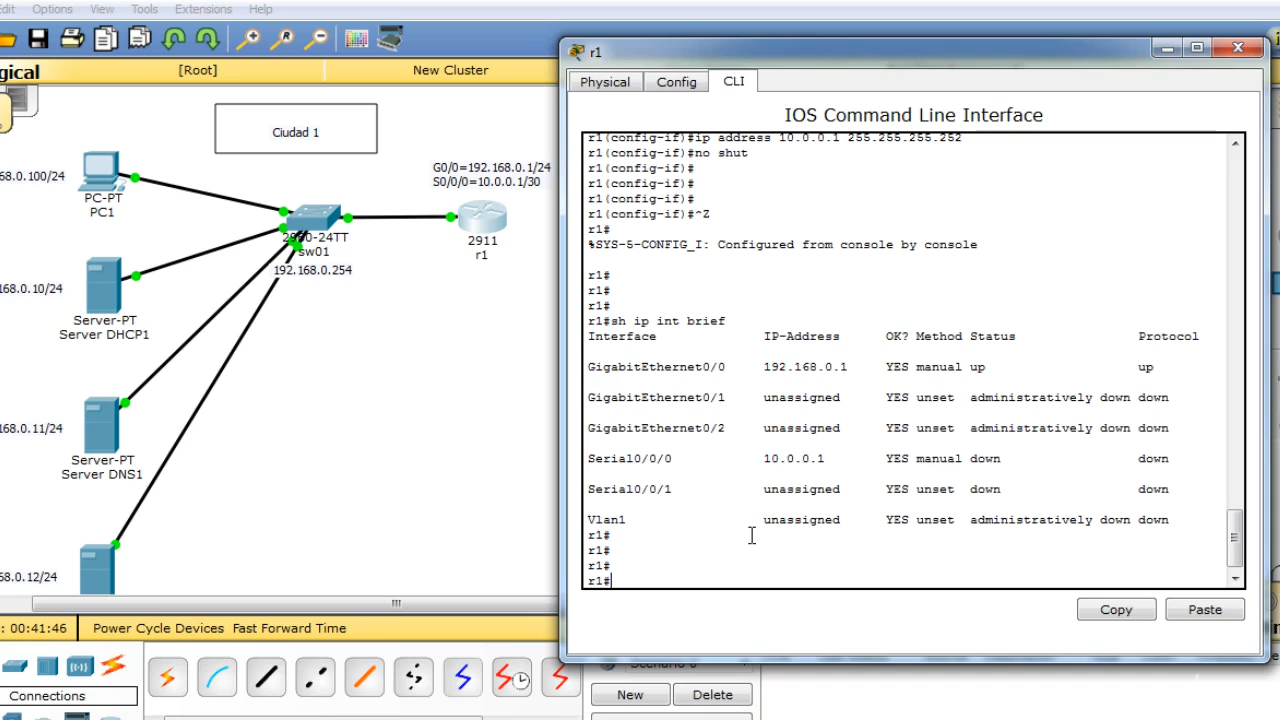 Edit Options View Tools Extensions Help
gical [Root] New Cluster
Ciudad 1
68.0.100/24
PC-PT
PC1
G0/0=192.168.0.1/24
S0/0/0=10.0.0.1/30
2950-24TT
sw01
192.168.0.254
2911
r1
68.0.10/24
Server-PT
Server DHCP1
68.0.11/24
Server-PT
Server DNS1
68.0.12/24
: 00:41:46 Power Cycle Devices Fast Forward Time
Connections
New Delete
r1
Physical Config CLI
IOS Command Line Interface
r1(config-if)#ip address 10.0.0.1 255.255.255.252
r1(config-if)#no shut
r1(config-if)#
r1(config-if)#
r1(config-if)#
r1(config-if)#^Z
r1#
%SYS-5-CONFIG_I: Configured from console by console
r1#
r1#
r1#
r1#sh ip int brief
Interface IP-Address OK? Method Status Protocol
GigabitEthernet0/0 192.168.0.1 YES manual up up
GigabitEthernet0/1 unassigned YES unset administratively down down
GigabitEthernet0/2 unassigned YES unset administratively down down
Serial0/0/0 10.0.0.1 YES manual down down
Serial0/0/1 unassigned YES unset down down
Vlan1 unassigned YES unset administratively down down
r1#
r1#
r1#
r1#
Copy Paste